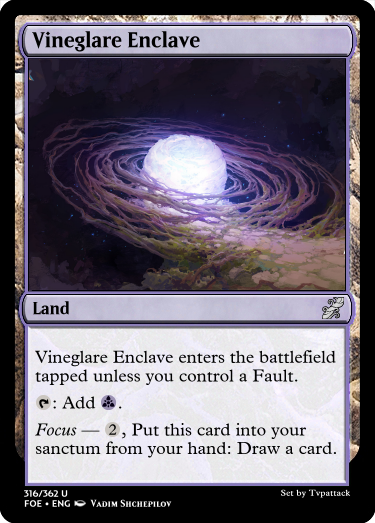 Vineglare Enclave
Land
Vineglare Enclave enters the battlefield
tapped unless you control a Fault.
: Add .
Focus — 2, Put this card into your
sanctum from your hand: Draw a card.
316/362 U
FOE • ENG Vadim Shchepilov
Set by Tvpattack